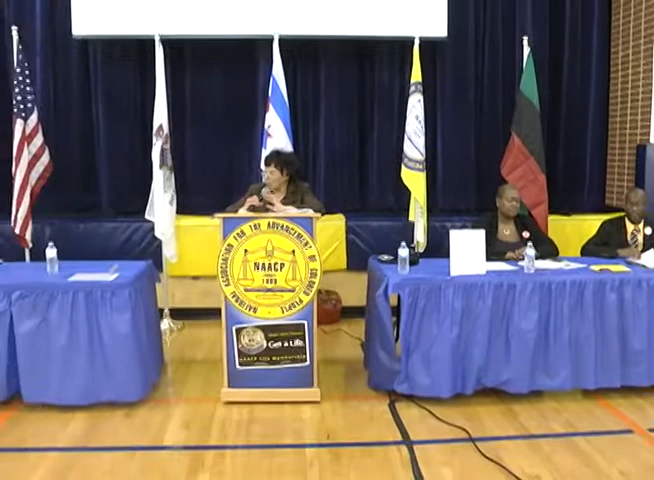 NATIONAL ASSOCIATION FOR THE ADVANCEMENT OF COLORED PEOPLE
NAACP
1909
Get a Life.
NAACP Life Membership